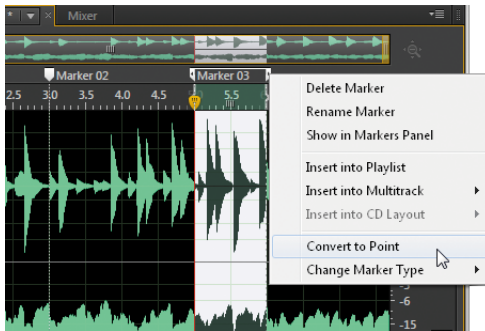 * Mixer
Marker 02 Marker 03
2.5 3.0 3.5 4.0 4.5 5.5
Delete Marker
Rename Marker
Show in Markers Panel
Insert into Playlist
Insert into Multitrack
Insert into CD Layout
Convert to Point
Change Marker Type
-6
-15